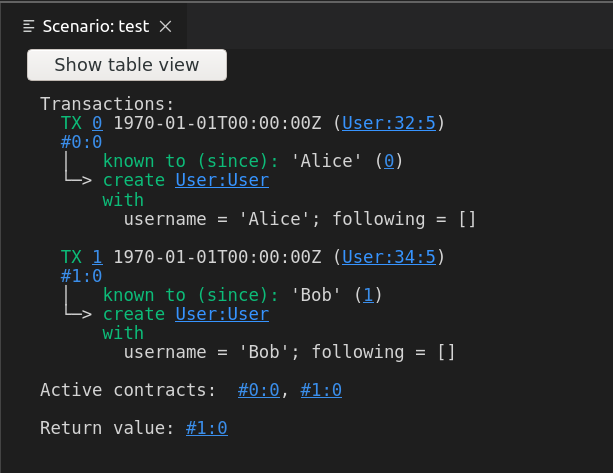 Scenario: test
Show table view
Transactions:
TX 0 1970-01-01T00:00:00Z (User:32:5)
#0:0
│   known to (since): 'Alice' (0)
└─> create User:User
with
username = 'Alice'; following = []
TX 1 1970-01-01T00:00:00Z (User:34:5)
#1:0
│   known to (since): 'Bob' (1)
└─> create User:User
with
username = 'Bob'; following = []
Active contracts:  #0:0, #1:0
Return value: #1:0